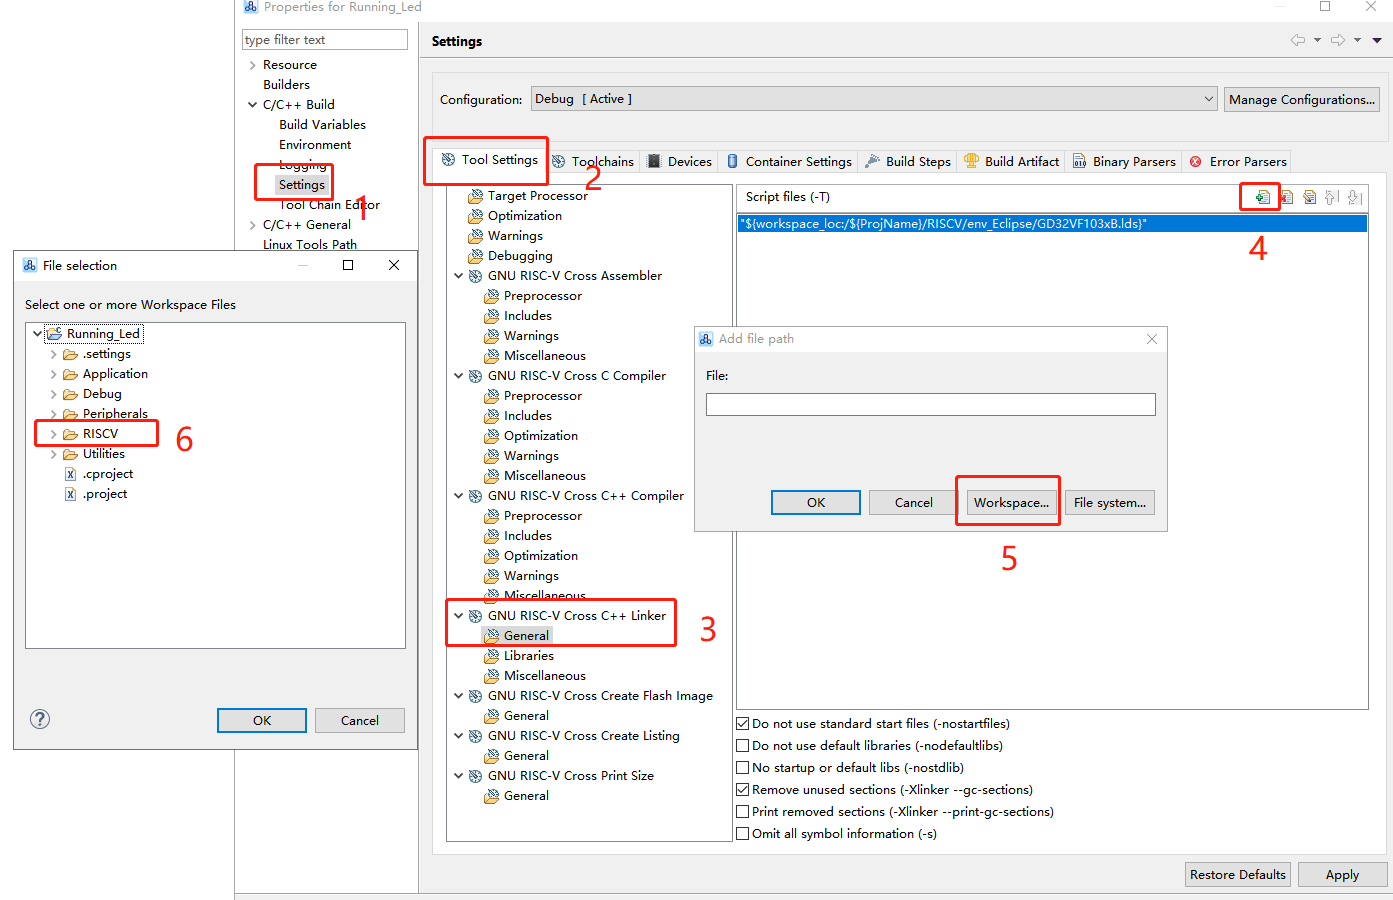 Properties for Running_Led
type filter text
Resource
Builders
C/C++ Build
Build Variables
Environment
Logging
Settings
Tool Chain Editor
C/C++ General
Linux Tools Path
1
Settings
Configuration:
Debug [ Active ]
Manage Configurations...
Tool Settings
Toolchains
Devices
Container Settings
Build Steps
Build Artifact
Binary Parsers
Error Parsers
2
Target Processor
Optimization
Warnings
Debugging
GNU RISC-V Cross Assembler
Preprocessor
Includes
Warnings
Miscellaneous
GNU RISC-V Cross C Compiler
Preprocessor
Includes
Optimization
Warnings
Miscellaneous
GNU RISC-V Cross C++ Compiler
Preprocessor
Includes
Optimization
Warnings
Miscellaneous
GNU RISC-V Cross C++ Linker
General
3
Libraries
Miscellaneous
GNU RISC-V Cross Create Flash Image
General
GNU RISC-V Cross Create Listing
General
GNU RISC-V Cross Print Size
General
Script files (-T)
"${workspace_loc:/${ProjName}/RISCV/env_Eclipse/GD32VF103xB.lds}"
4
Add file path
File:
OK
Cancel
Workspace...
File system...
5
Do not use standard start files (-nostartfiles)
Do not use default libraries (-nodefaultlibs)
No startup or default libs (-nostdlib)
Remove unused sections (-Xlinker --gc-sections)
Print removed sections (-Xlinker --print-gc-sections)
Omit all symbol information (-s)
Restore Defaults
Apply
File selection
Select one or more Workspace Files
Running_Led
.settings
Application
Debug
Peripherals
RISCV
6
Utilities
.cproject
.project
?
OK
Cancel